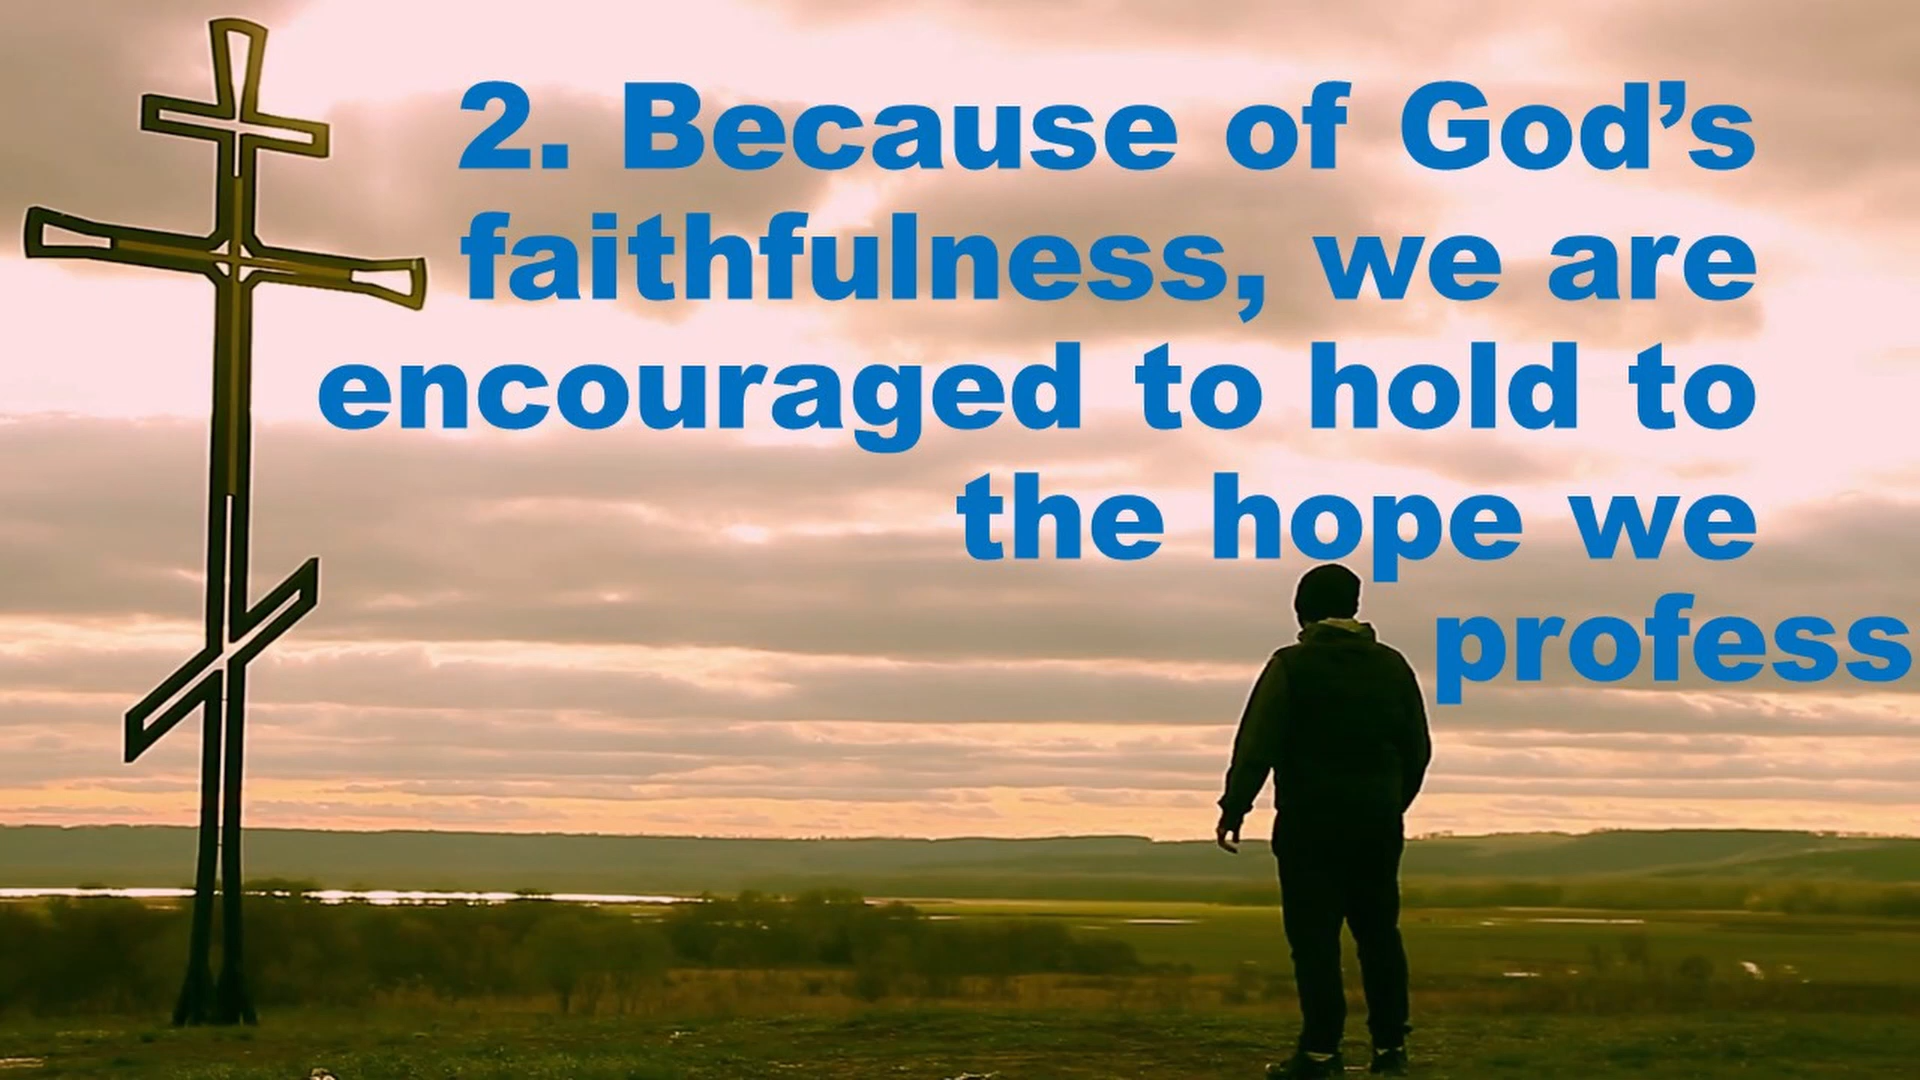 2. Because of God’s
faithfulness, we are
encouraged to hold to
the hope we
profess